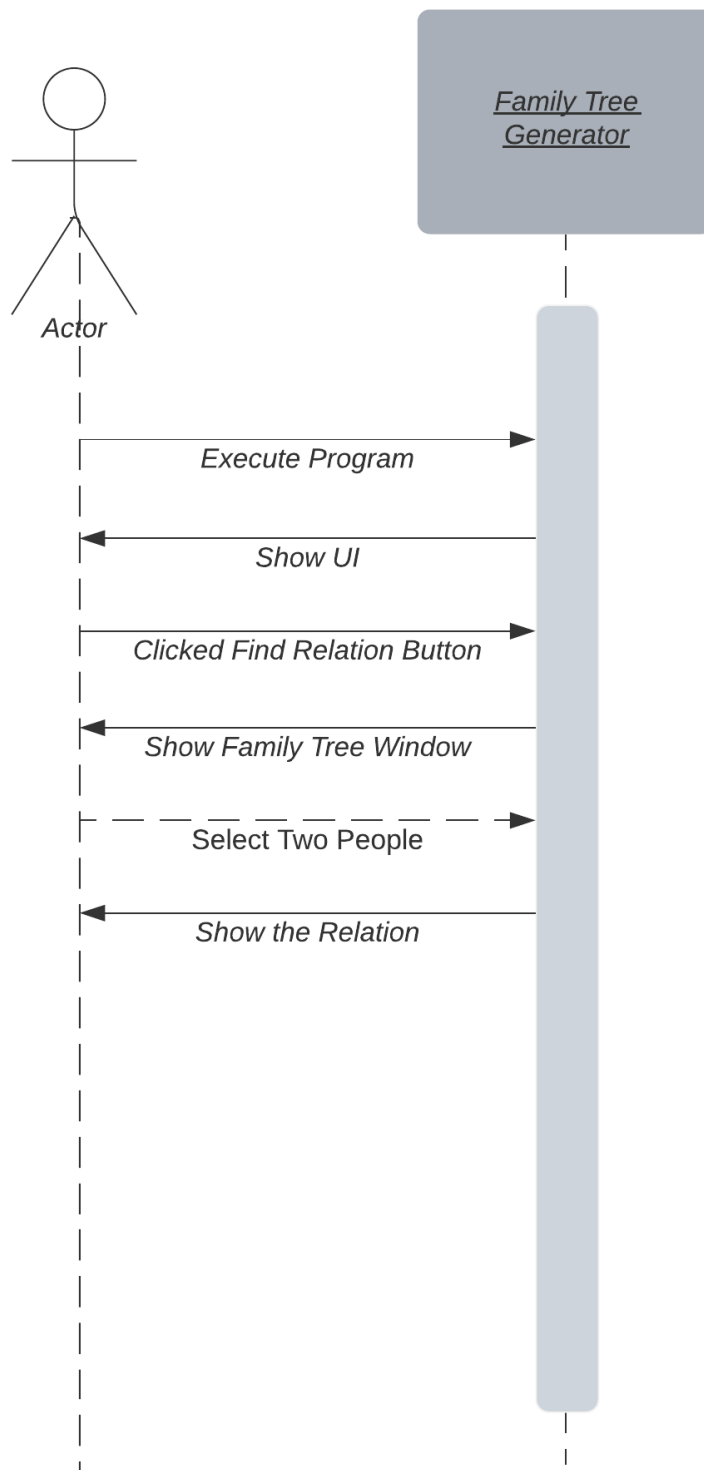 Family Tree
Generator
Actor
Execute Program
Show UI
Clicked Find Relation Button
Show Family Tree Window
Select Two People
Show the Relation